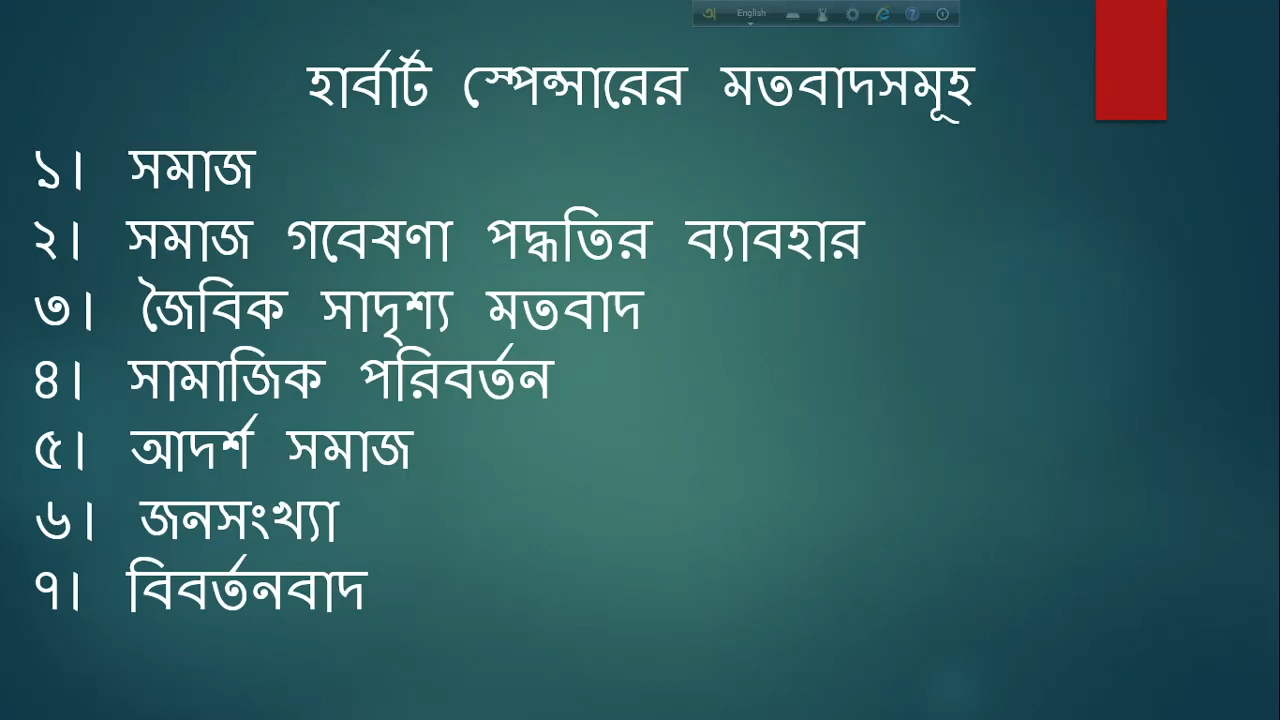 English
হার্বার্ট স্পেন্সারের মতবাদসমূহ
১। সমাজ
২। সমাজ গবেষণা পদ্ধতির ব্যাবহার
৩। জৈবিক সাদৃশ্য মতবাদ
৪। সামাজিক পরিবর্তন
৫। আদর্শ সমাজ
৬। জনসংখ্যা
৭। বিবর্তনবাদ